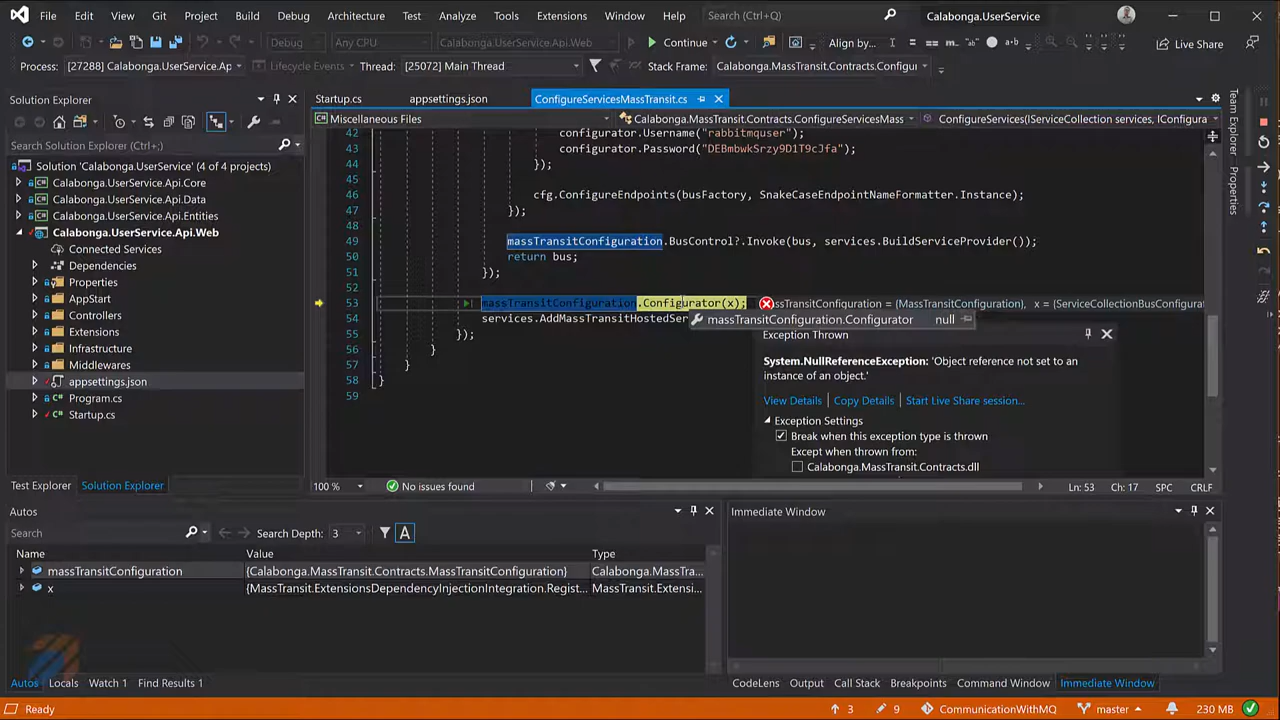 File Edit View Git Project Build Debug Architecture Test Analyze Tools Extensions Window Help Search (Ctrl+Q) Calabonga.UserService
Debug Any CPU Calabonga.UserService.Api.Web Continue Align by... Live Share
Process: [27288] Calabonga.UserService.Ap Lifecycle Events Thread: [25072] Main Thread Stack Frame: Calabonga.MassTransit.Contracts.Configur
Solution Explorer
Startup.cs appsettings.json ConfigureServicesMassTransit.cs
Miscellaneous Files Calabonga.MassTransit.Contracts.ConfigureServicesMass ConfigureServices(IServiceCollection services, IConfigura
Search Solution Explorer (Ctrl+;)
Solution 'Calabonga.UserService' (4 of 4 projects)
Calabonga.UserService.Api.Core
Calabonga.UserService.Api.Data
Calabonga.UserService.Api.Entities
Calabonga.UserService.Api.Web
Connected Services
Dependencies
Properties
AppStart
Controllers
Extensions
Infrastructure
Middlewares
appsettings.json
Program.cs
Startup.cs
Test Explorer Solution Explorer
42 configurator.Username("rabbitmquser");
43 configurator.Password("DEBmbwkSrzy9D1T9cJfa");
44 });
45
46 cfg.ConfigureEndpoints(busFactory, SnakeCaseEndpointNameFormatter.Instance);
47 });
48
49 massTransitConfiguration.BusControl?.Invoke(bus, services.BuildServiceProvider());
50 return bus;
51 });
52
53 massTransitConfiguration.Configurator(x); ssTransitConfiguration = {MassTransitConfiguration}, x = {ServiceCollectionBusConfigurat
54 services.AddMassTransitHostedSer
massTransitConfiguration.Configurator null
55 });
56 }
57 }
58 }
59
Exception Thrown
System.NullReferenceException: 'Object reference not set to an
instance of an object.'
View Details Copy Details Start Live Share session...
Exception Settings
Break when this exception type is thrown
Except when thrown from:
Calabonga.MassTransit.Contracts.dll
100 % No issues found Ln: 53 Ch: 17 SPC CRLF
Team Explorer
Properties
Autos
Search Search Depth: 3 A
Name Value Type
massTransitConfiguration {Calabonga.MassTransit.Contracts.MassTransitConfiguration} Calabonga.MassTra...
x {MassTransit.ExtensionsDependencyInjectionIntegration.Regist... MassTransit.Extensi...
Autos Locals Watch 1 Find Results 1
Immediate Window
CodeLens Output Call Stack Breakpoints Command Window Immediate Window
Ready 3 9 CommunicationWithMQ master 230 MB